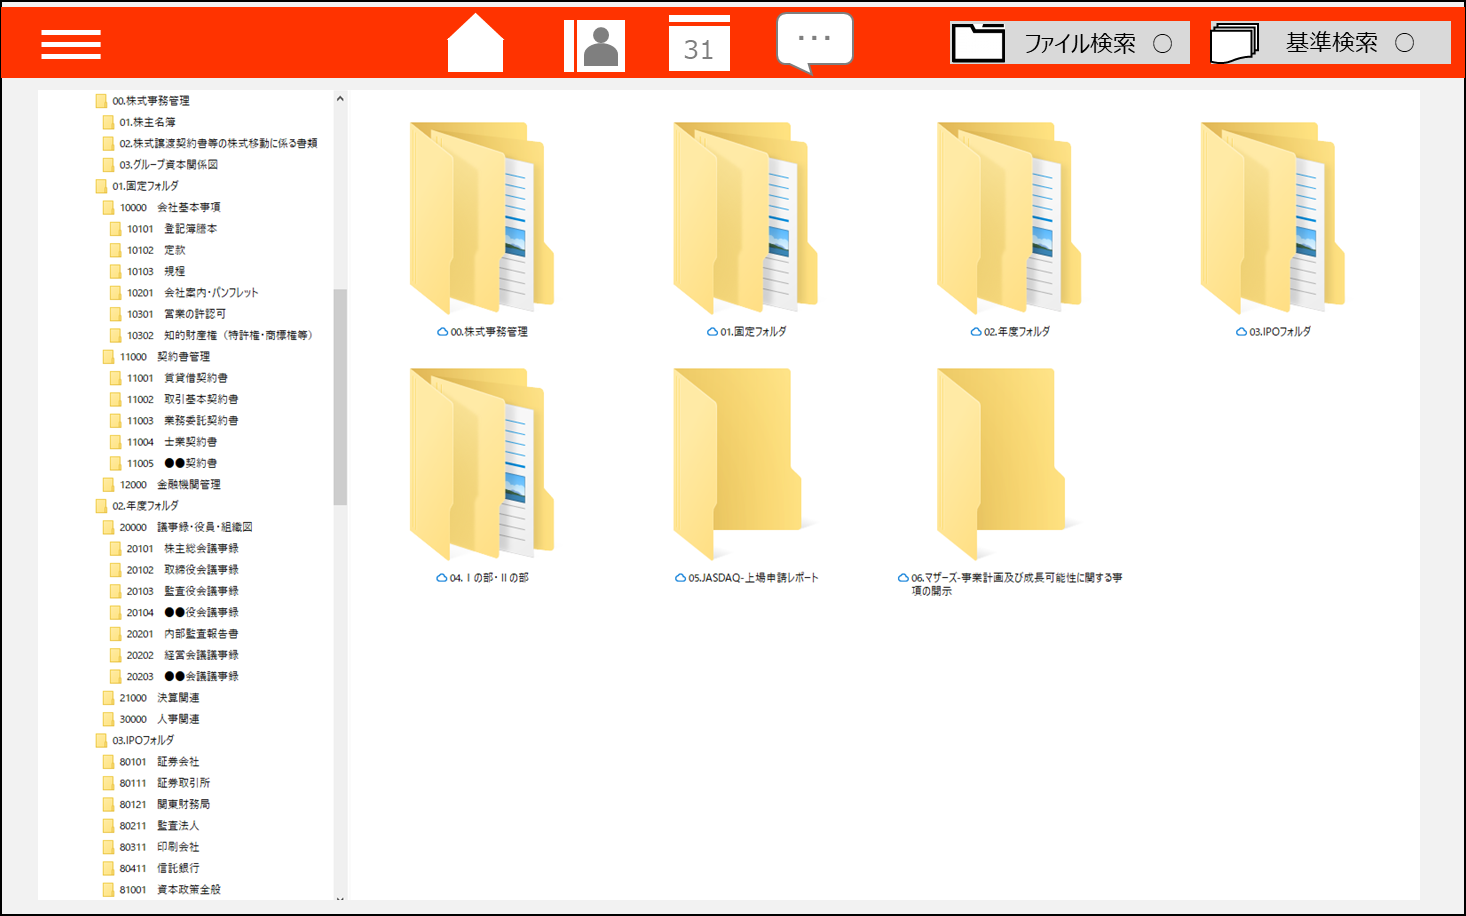 31
...
ファイル検索 ○
基準検索 ○
00.株式事務管理
01.株主名簿
02.株式譲渡契約書等の株式移動に係る書類
03.グループ資本関係図
01.固定フォルダ
10000 会社基本事項
10101 登記簿謄本
10102 定款
10103 規程
10201 会社案内・パンフレット
10301 営業の許認可
10302 知的財産権（特許権・商標権等）
11000 契約書管理
11001 賃貸借契約書
11002 取引基本契約書
11003 業務委託契約書
11004 士業契約書
11005 ●●契約書
12000 金融機関管理
02.年度フォルダ
20000 議事録・役員・組織図
20101 株主総会議事録
20102 取締役会議事録
20103 監査役会議事録
20104 ●●役会議事録
20201 内部監査報告書
20202 経営会議議事録
20203 ●●会議議事録
21000 決算関連
30000 人事関連
03.IPOフォルダ
80101 証券会社
80111 証券取引所
80121 関東財務局
80211 監査法人
80311 印刷会社
80411 信託銀行
81001 資本政策全般
00.株式事務管理
01.固定フォルダ
02.年度フォルダ
03.IPOフォルダ
04.Ⅰの部・Ⅱの部
05.JASDAQ-上場申請レポート
06.マザーズ-事業計画及び成長可能性に関する事
項の開示